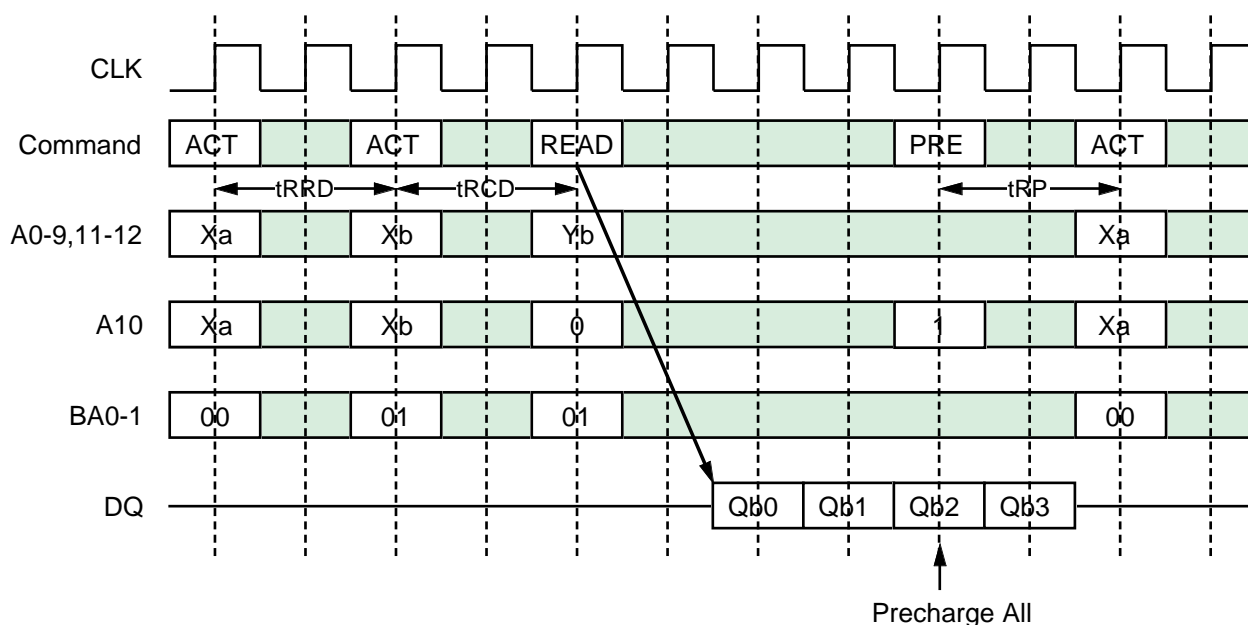 CLK
Command ACT ACT READ PRE ACT
tRRD tRCD tRP
A0-9,11-12 Xa Xb Yb Xa
A10 Xa Xb 0 1 Xa
BA0-1 00 01 01 00
DQ Qb0 Qb1 Qb2 Qb3
Precharge All